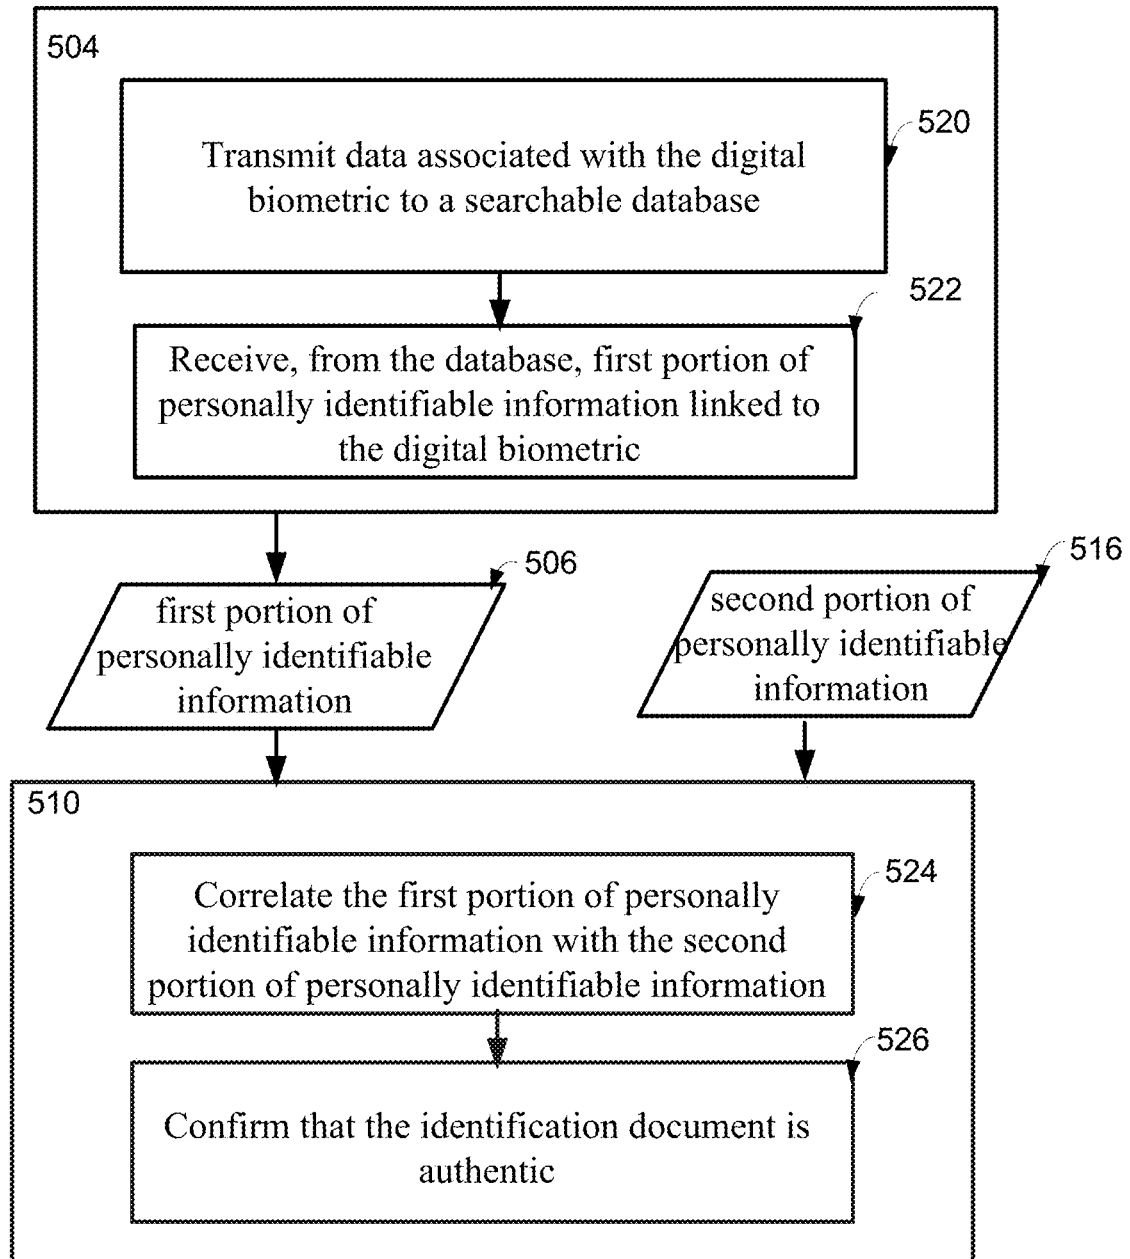 504
520
Transmit data associated with the digital
biometric to a searchable database
522
Receive, from the database, first portion of
personally identifiable information linked to
the digital biometric
506
516
first portion of
personally identifiable
information
second portion of
personally identifiable
information
510
524
Correlate the first portion of personally
identifiable information with the second
portion of personally identifiable information
526
Confirm that the identification document is
authentic